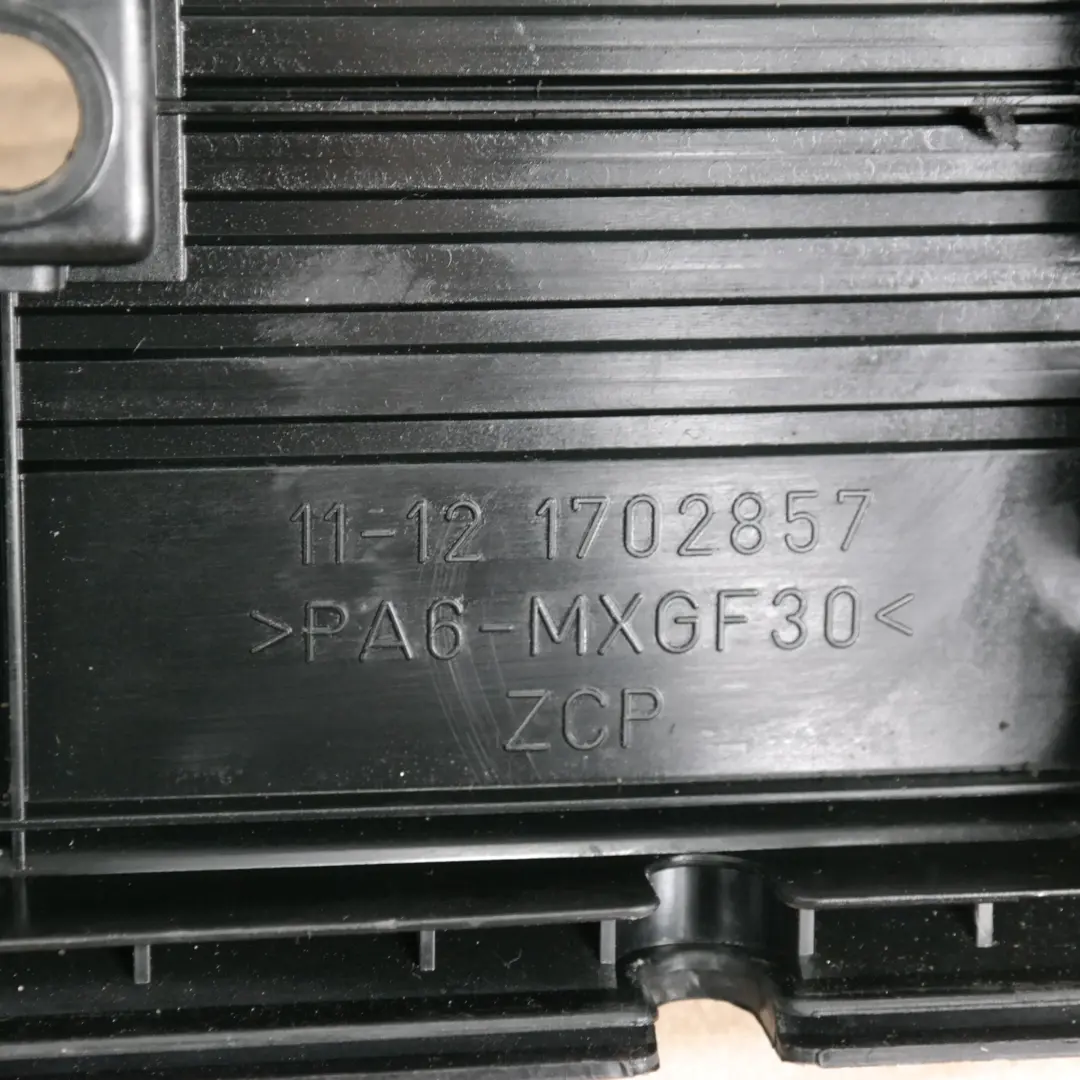 11-12 1702857
>PA6-MXGF30<
ZCP